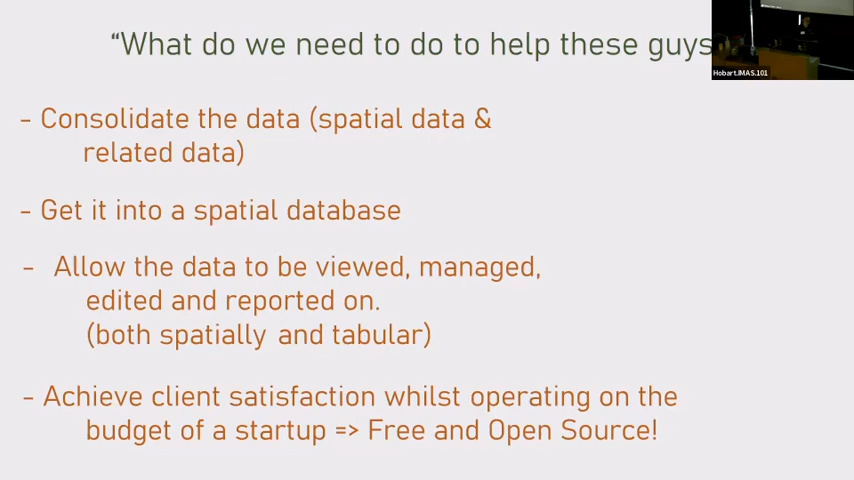 “What do we need to do to help these guys
Hobart.IMAS.101
- Consolidate the data (spatial data &
related data)
- Get it into a spatial database
- Allow the data to be viewed, managed,
edited and reported on.
(both spatially and tabular)
- Achieve client satisfaction whilst operating on the
budget of a startup => Free and Open Source!